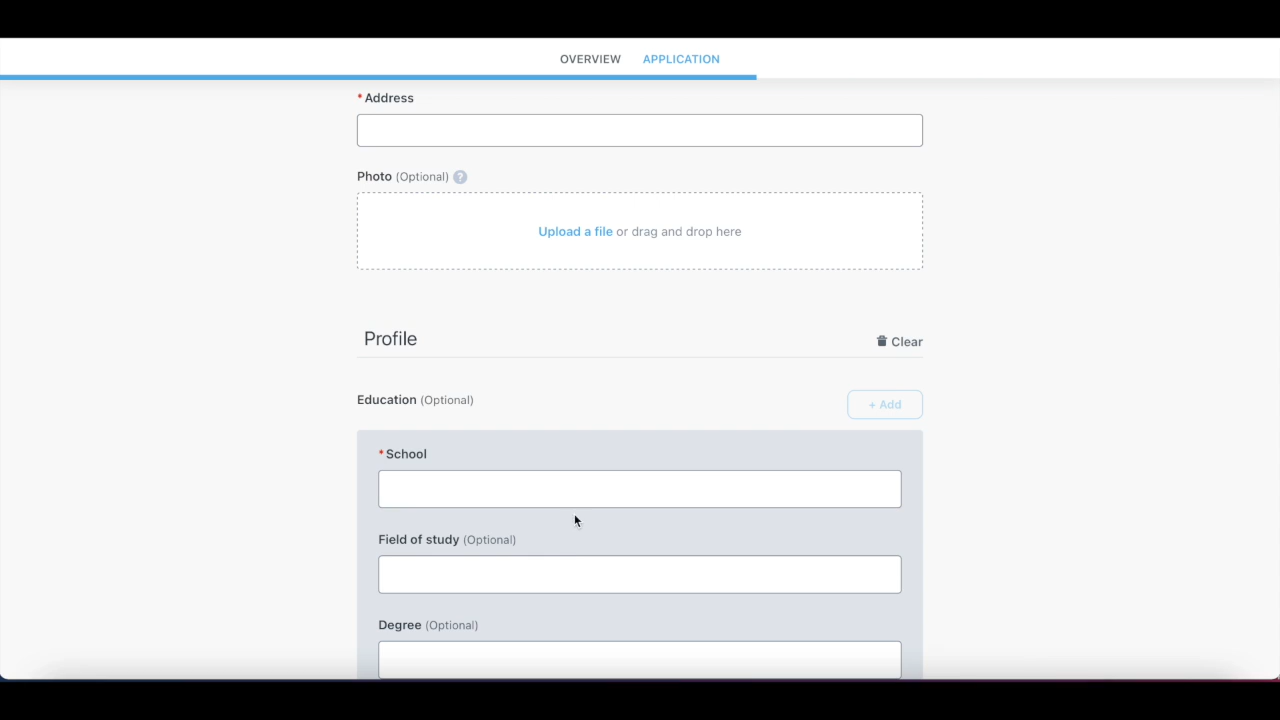 OVERVIEW APPLICATION
* Address
Photo (Optional) ?
Upload a file or drag and drop here
Profile Clear
Education (Optional) + Add
* School
Field of study (Optional)
Degree (Optional)